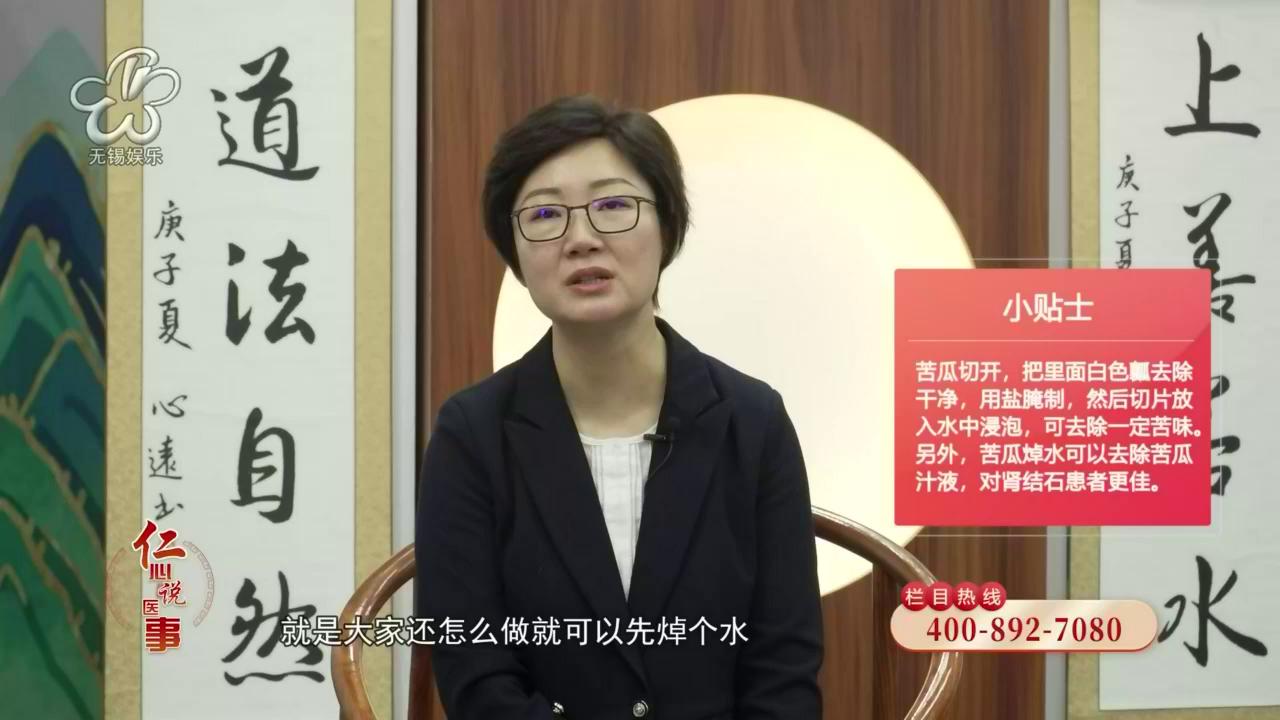 无锡娱乐
道法自然
庚子夏
心远书
上善若水
庚子夏
小贴士
苦瓜切开，把里面白色瓤去除
干净，用盐腌制，然后切片放
入水中浸泡，可去除一定苦味。
另外，苦瓜焯水可以去除苦瓜
汁液，对肾结石患者更佳。
仁心说
医事
栏目热线
400-892-7080
就是大家还怎么做就可以先焯个水